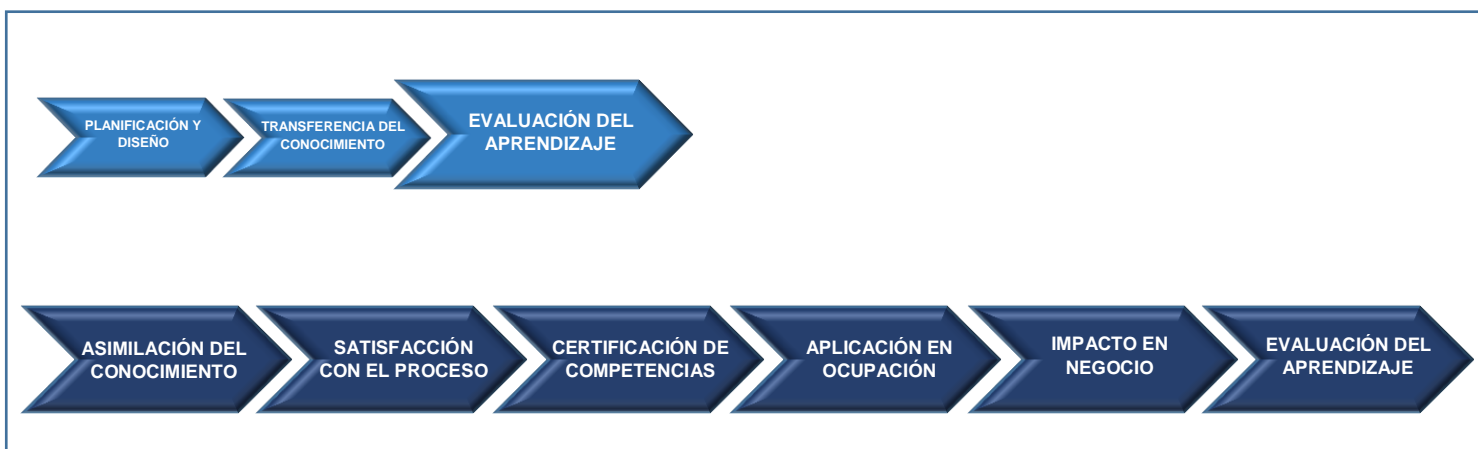 PLANIFICACIÓN Y
DISEÑO
TRANSFERENCIA DEL
CONOCIMIENTO
EVALUACIÓN DEL
APRENDIZAJE
ASIMILACIÓN DEL
CONOCIMIENTO
SATISFACCIÓN
CON EL PROCESO
CERTIFICACIÓN DE
COMPETENCIAS
APLICACIÓN EN
OCUPACIÓN
IMPACTO EN
NEGOCIO
EVALUACIÓN DEL
APRENDIZAJE